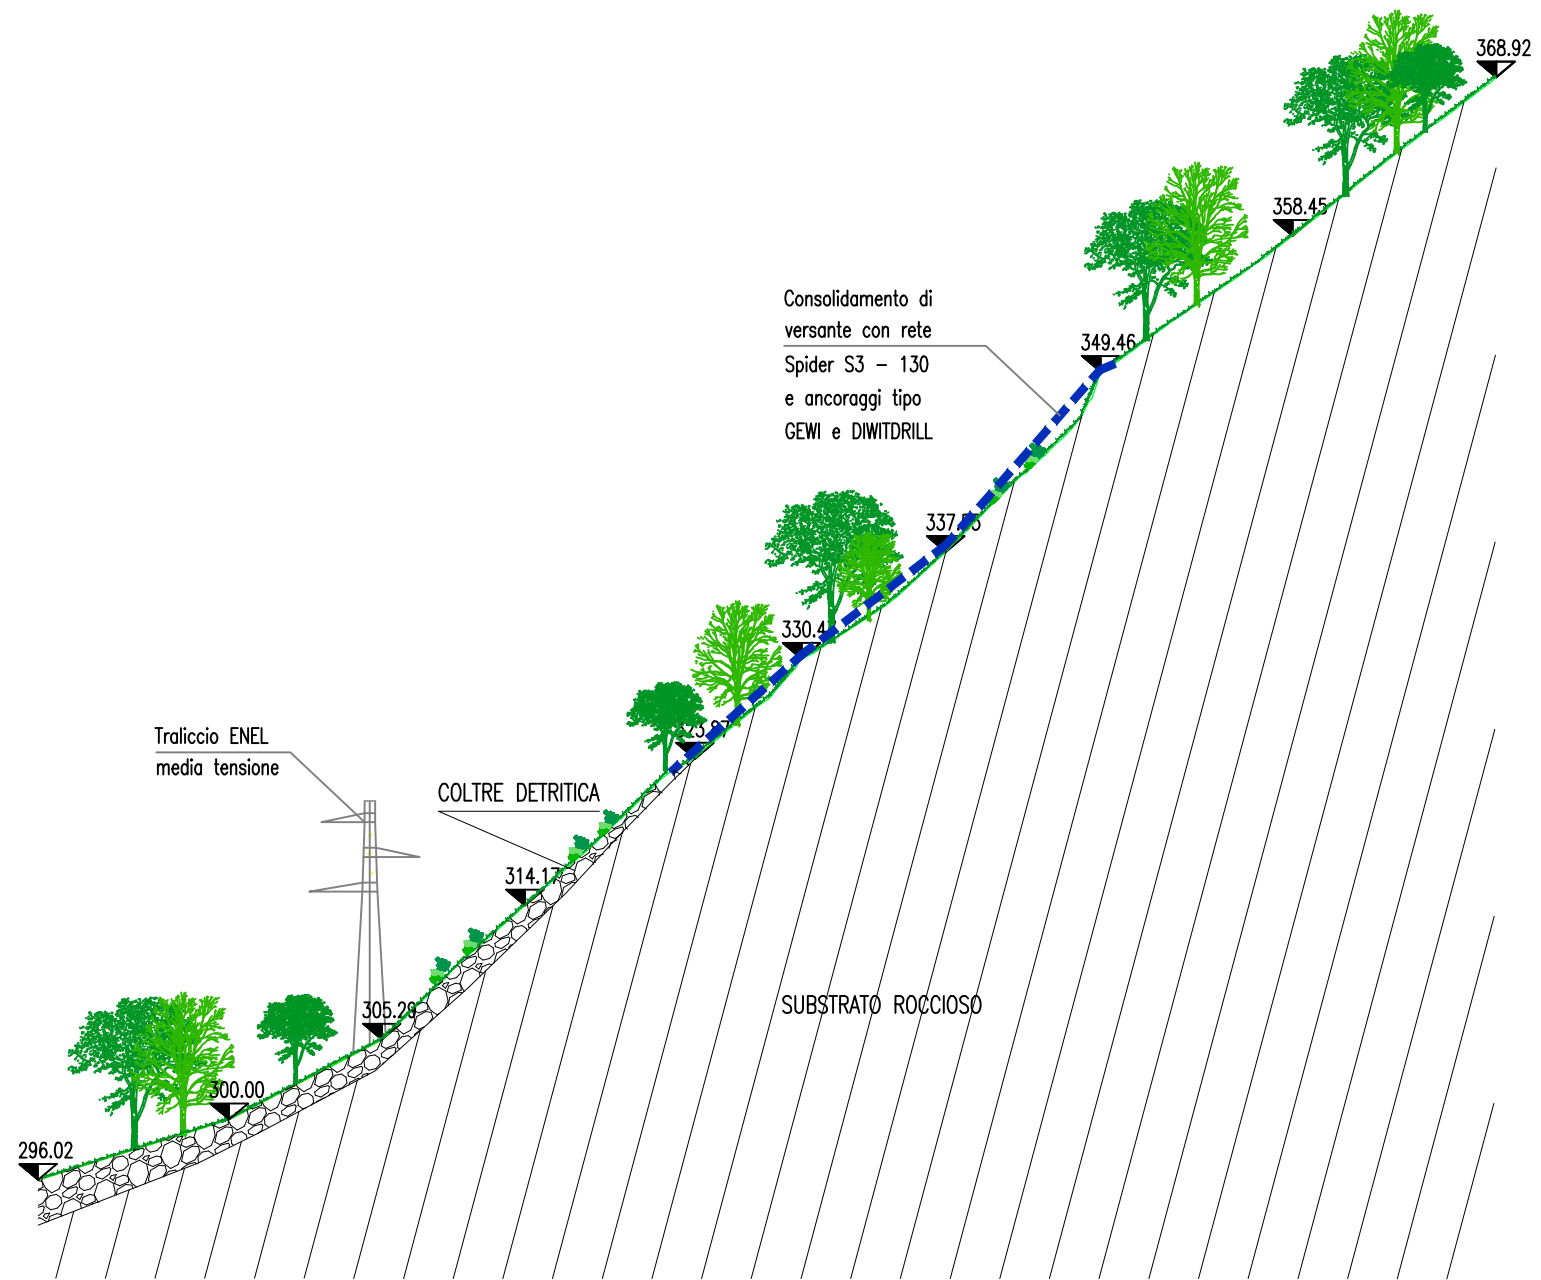 368.92
358.45
Consolidamento di
versante con rete
349.46
Spider S3 - 130
e ancoraggi tipo
GEWI e DIWITDRILL
Traliccio ENEL
media tensione
COLTRE DETRITICA
314.17
SUBSTRATO ROCCIOSO
305.29
300.00
296.02